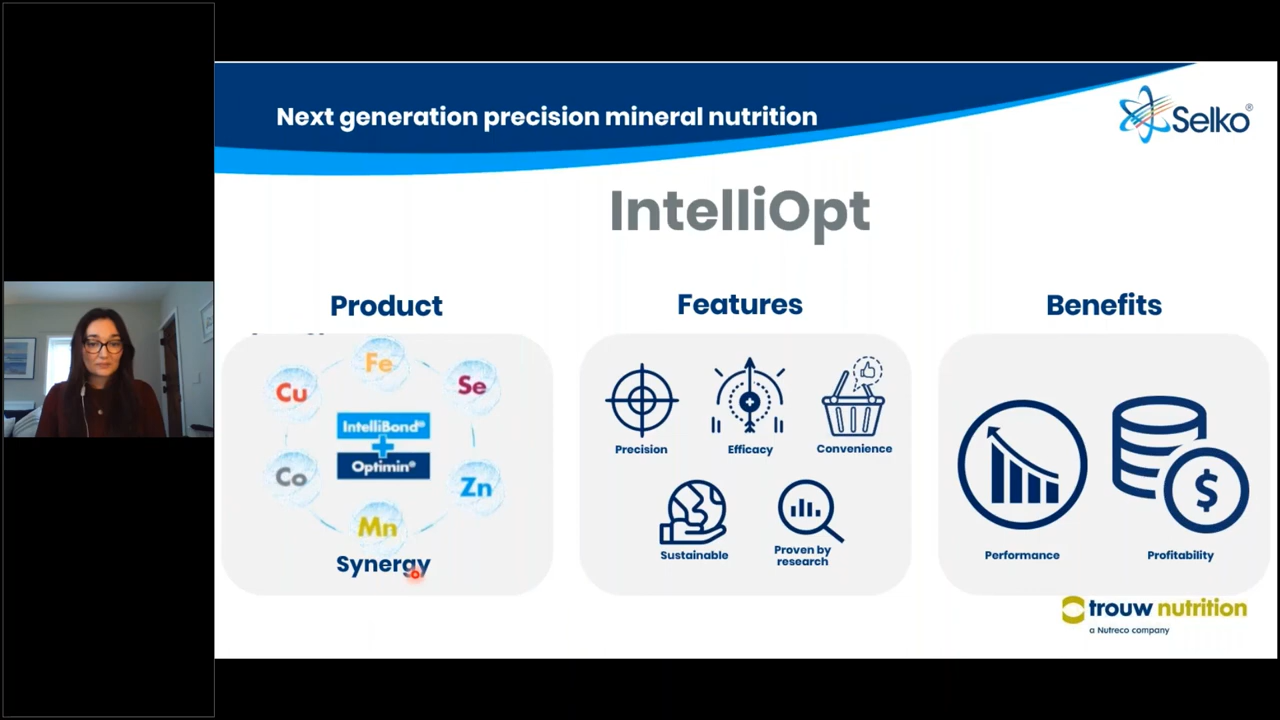 Next generation precision mineral nutrition
Selko®
IntelliOpt
Product
Features
Benefits
Fe
Cu
Se
IntelliBond®
Optimin®
Co
Zn
Mn
Synergy
Precision
Efficacy
Convenience
Sustainable
Proven by
research
Performance
$
Profitability
trouw nutrition
a Nutreco company